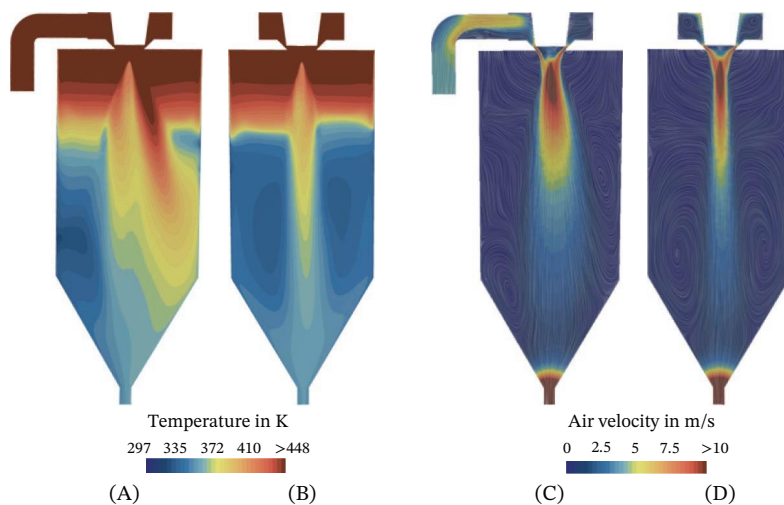 Temperature in K
297 335 372 410 >448
(A) (B)
Air velocity in m/s
0 2.5 5 7.5 >10
(C) (D)